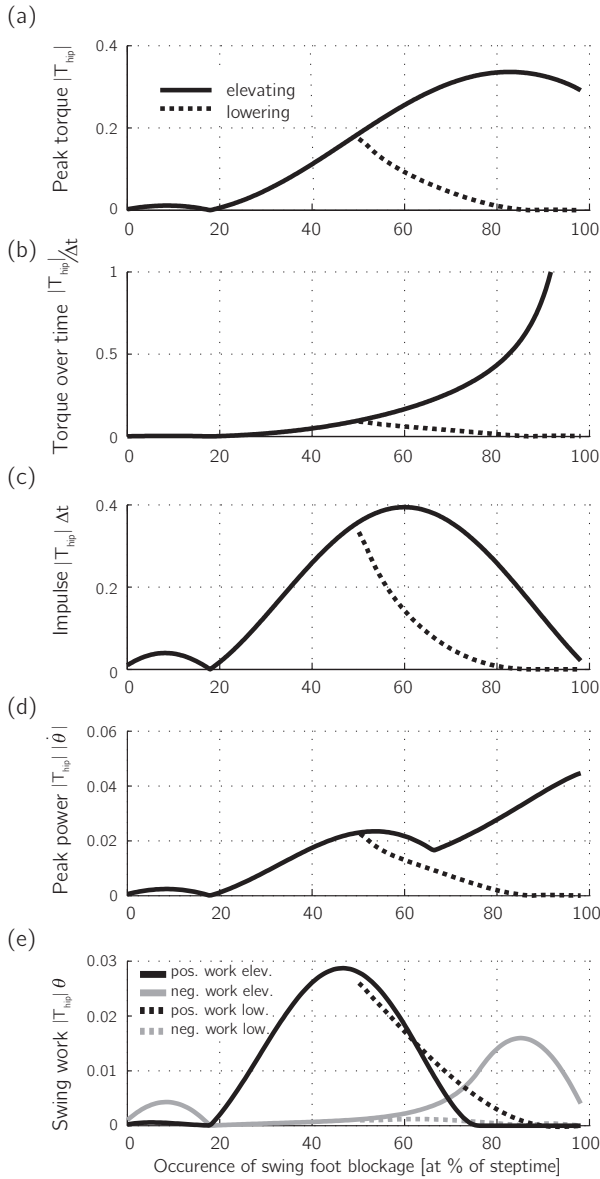 (a)
Peak torque |T_hip|
0.4
0.2
0
elevating
lowering
0 20 40 60 80 100
(b)
Torque over time |T_hip|/Δt
1
0.5
0
0 20 40 60 80 100
(c)
Impulse |T_hip| Δt
0.4
0.2
0
0 20 40 60 80 100
(d)
Peak power |T_hip| |θ̇|
0.06
0.04
0.02
0
0 20 40 60 80 100
(e)
Swing work |T_hip| θ
0.03
0.02
0.01
0
pos. work elev.
neg. work elev.
pos. work low.
neg. work low.
0 20 40 60 80 100
Occurence of swing foot blockage [at % of steptime]